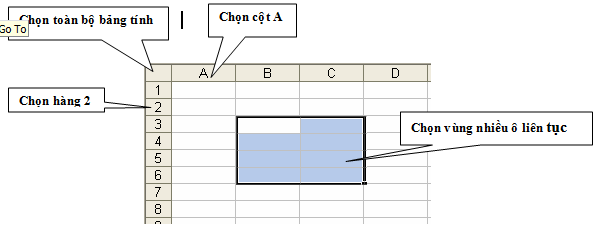 Chọn toàn bộ bảng tính
Go To
Chọn cột A
A B C D
1
Chọn hàng 2
2
3
4
Chọn vùng nhiều ô liên tục
5
6
7
8